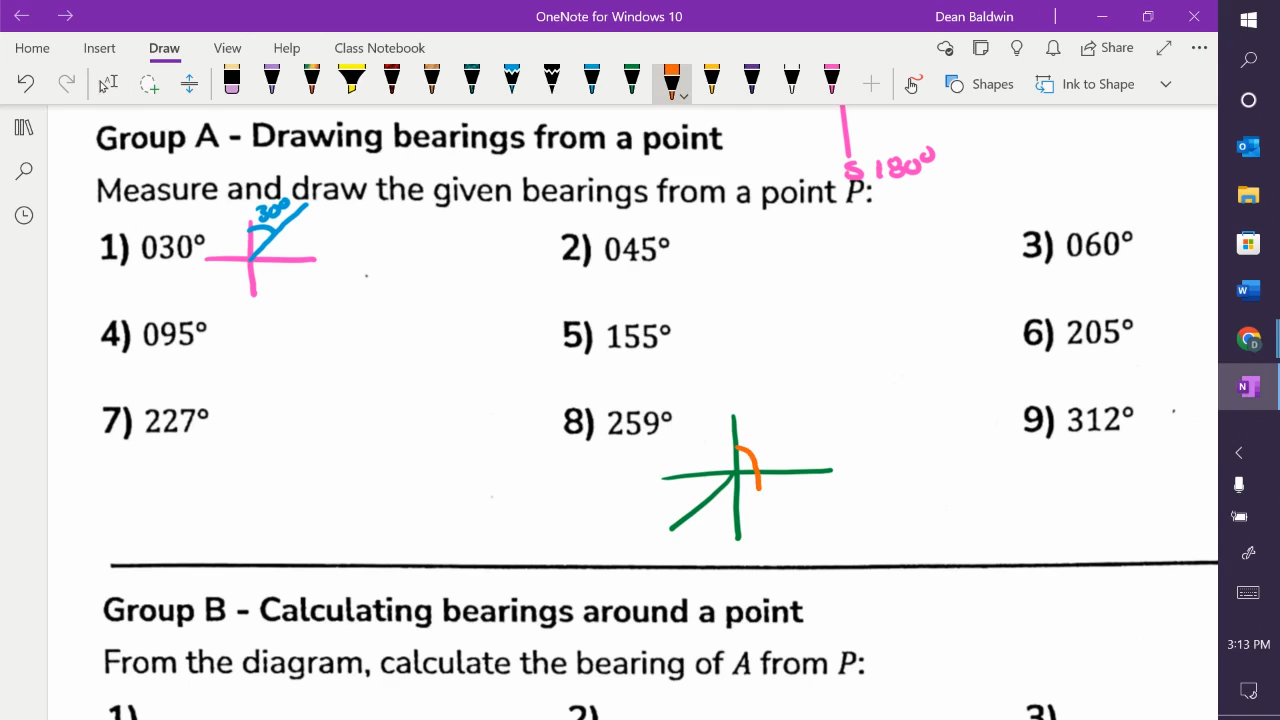 OneNote for Windows 10
Dean Baldwin
Home Insert Draw View Help Class Notebook
Share
Shapes Ink to Shape
Group A - Drawing bearings from a point
S 180°
Measure and draw the given bearings from a point P:
30°
1) 030° 2) 045° 3) 060°
4) 095° 5) 155° 6) 205°
7) 227° 8) 259° 9) 312°
Group B - Calculating bearings around a point
From the diagram, calculate the bearing of A from P:
1) 2) 3)
3:13 PM